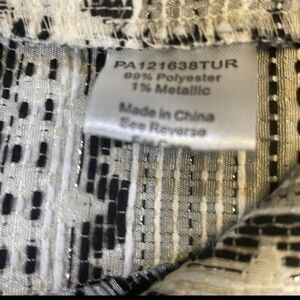 PA121638TUR
99% Polyester
1% Metallic
Made in China
See Reverse